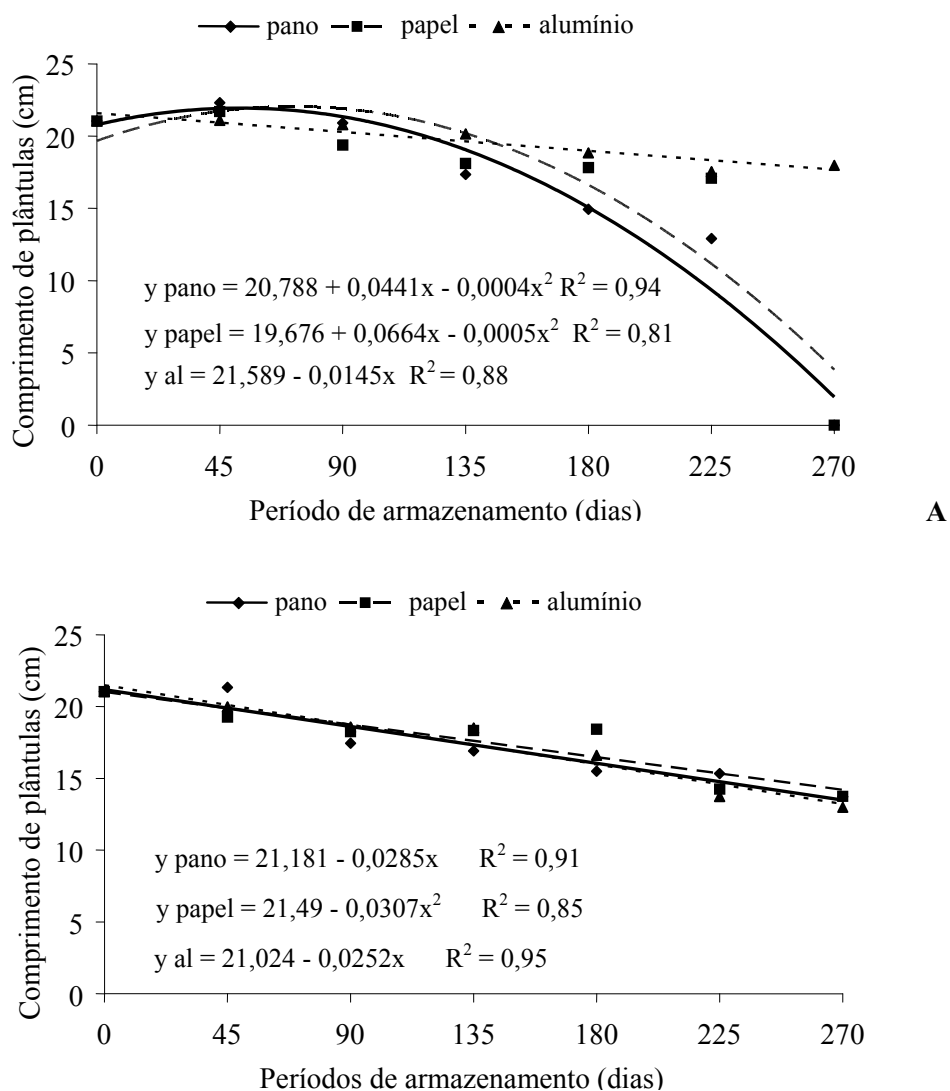 pano papel alumínio
25
20
15
10
5
0
Comprimento de plântulas (cm)
y pano = 20,788 + 0,0441x - 0,0004x² R² = 0,94
y papel = 19,676 + 0,0664x - 0,0005x² R² = 0,81
y al = 21,589 - 0,0145x R² = 0,88
0 45 90 135 180 225 270
Período de armazenamento (dias)
A
pano papel alumínio
25
20
15
10
5
0
Comprimento de plântulas (cm)
y pano = 21,181 - 0,0285x R² = 0,91
y papel = 21,49 - 0,0307x² R² = 0,85
y al = 21,024 - 0,0252x R² = 0,95
0 45 90 135 180 225 270
Períodos de armazenamento (dias)